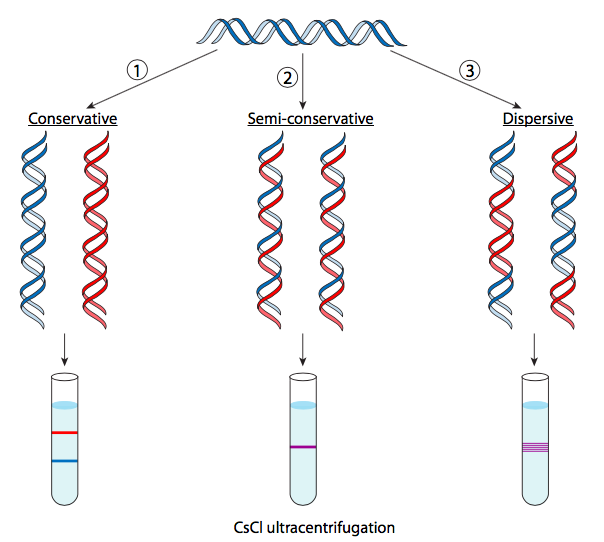 ①
②
③
Conservative
Semi-conservative
Dispersive
CsCl ultracentrifugation